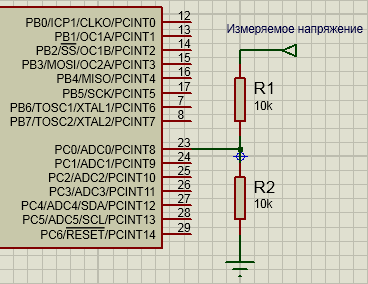 PB0/ICP1/CLKO/PCINT0 12
PB1/OC1A/PCINT1 13
PB2/SS/OC1B/PCINT2 14
PB3/MOSI/OC2A/PCINT3 15
PB4/MISO/PCINT4 16
PB5/SCK/PCINT5 17
PB6/TOSC1/XTAL1/PCINT6 7
PB7/TOSC2/XTAL2/PCINT7 8
PC0/ADC0/PCINT8 23
PC1/ADC1/PCINT9 24
PC2/ADC2/PCINT10 25
PC3/ADC3/PCINT11 26
PC4/ADC4/SDA/PCINT12 27
PC5/ADC5/SCL/PCINT13 28
PC6/RESET/PCINT14 29
Измеряемое напряжение
R1
10k
R2
10k